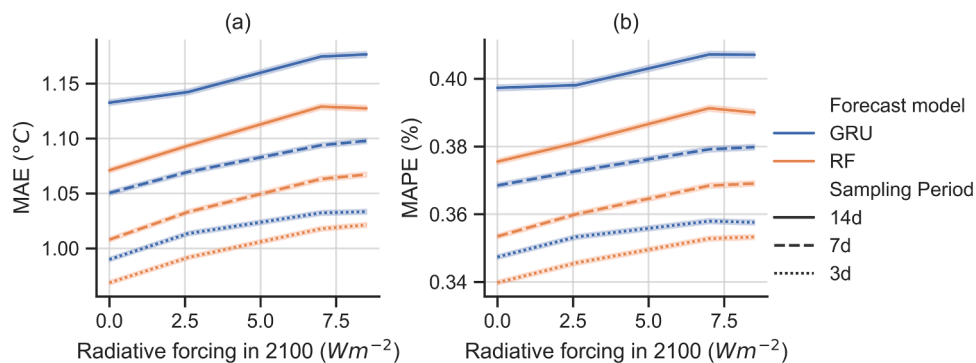 (a)
MAE (°C)
1.15
1.10
1.05
1.00
0.0 2.5 5.0 7.5
Radiative forcing in 2100 (Wm⁻²)
(b)
MAPE (%)
0.40
0.38
0.36
0.34
0.0 2.5 5.0 7.5
Radiative forcing in 2100 (Wm⁻²)
Forecast model
GRU
RF
Sampling Period
14d
7d
3d